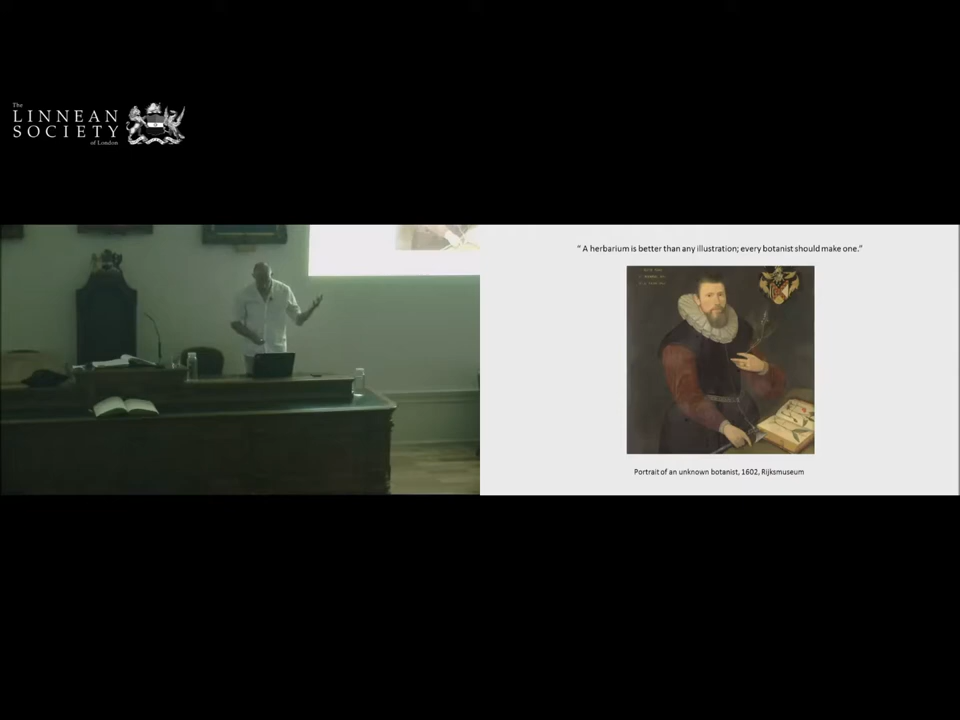 The
LINNEAN
SOCIETY
of London
“ A herbarium is better than any illustration; every botanist should make one.”
Portrait of an unknown botanist, 1602, Rijksmuseum